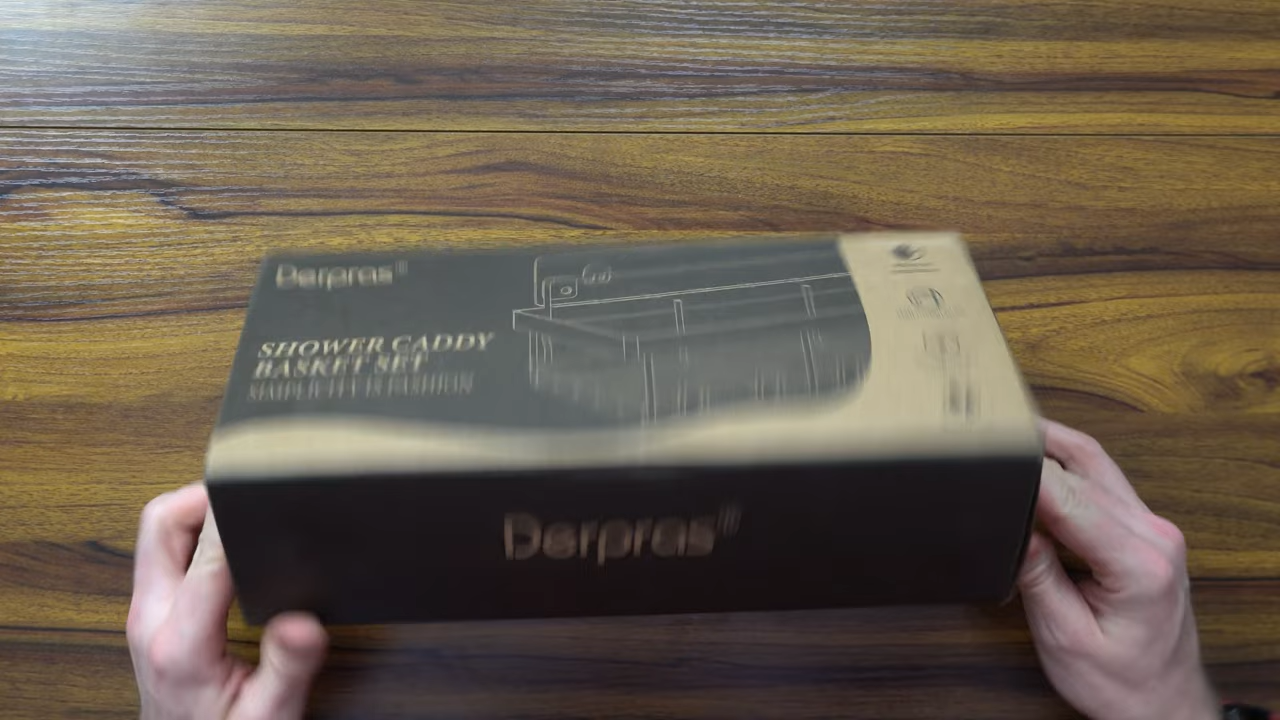 Derpras
SHOWER CADDY
BASKET SET
SIMPLICITY IS FASHION
Derpras